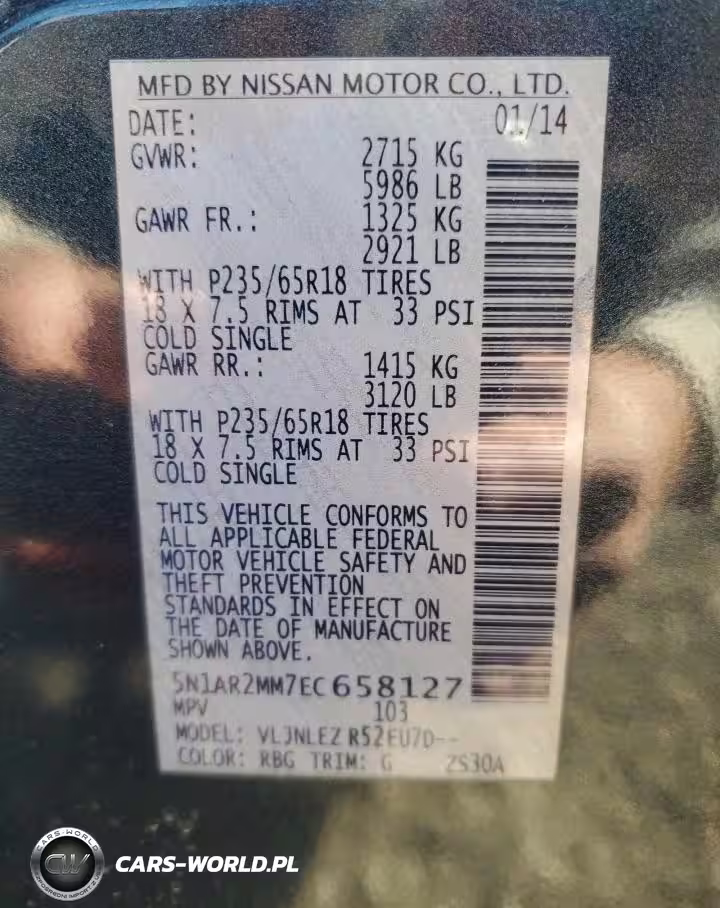 MFD BY NISSAN MOTOR CO., LTD.
DATE: 01/14
GVWR: 2715 KG
5986 LB
GAWR FR.: 1325 KG
2921 LB
WITH P235/65R18 TIRES
18 X 7.5 RIMS AT 33 PSI
COLD SINGLE
GAWR RR.: 1415 KG
3120 LB
WITH P235/65R18 TIRES
18 X 7.5 RIMS AT 33 PSI
COLD SINGLE
THIS VEHICLE CONFORMS TO
ALL APPLICABLE FEDERAL
MOTOR VEHICLE SAFETY AND
THEFT PREVENTION
STANDARDS IN EFFECT ON
THE DATE OF MANUFACTURE
SHOWN ABOVE.
5N1AR2MM7EC658127
MPV 103
MODEL: VLJNLEZ R52EU7D--
COLOR: RBG TRIM: G ZS30A
CARS-WORLD
CW
CARS-WORLD.PL